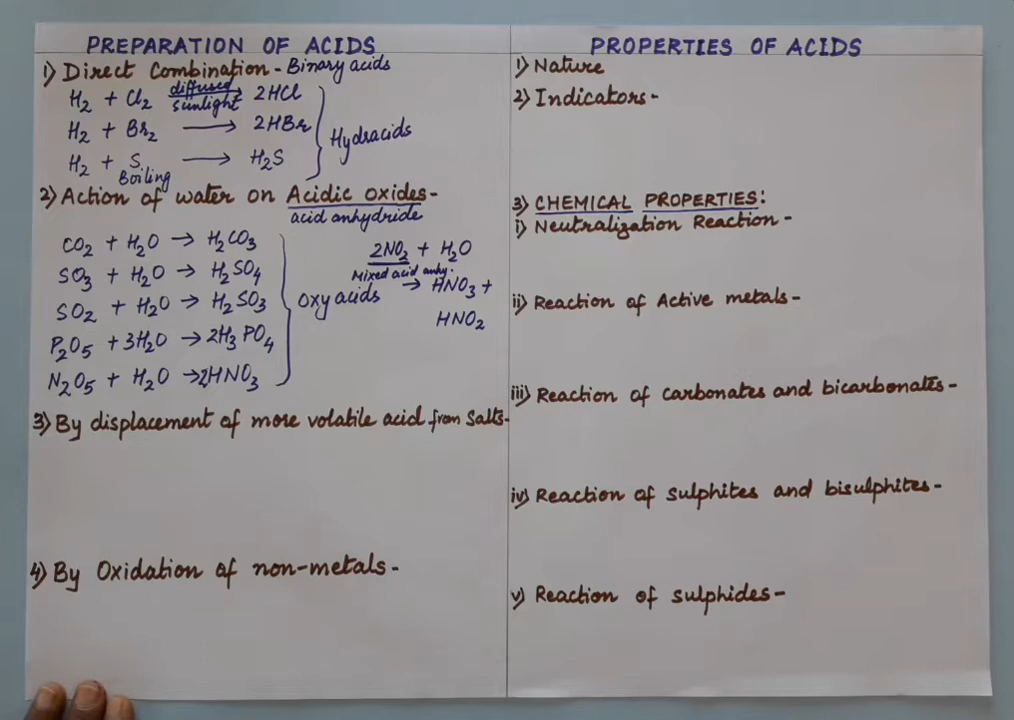 PREPARATION OF ACIDS
1) Direct Combination - Binary acids
H₂ + Cl₂ diffused sunlight → 2HCl
H₂ + Br₂ → 2HBr
H₂ + S → H₂S
Boiling
Hydracids
2) Action of water on Acidic oxides-
acid anhydride
CO₂ + H₂O → H₂CO₃
SO₃ + H₂O → H₂SO₄
SO₂ + H₂O → H₂SO₃
P₂O₅ + 3H₂O → 2H₃PO₄
N₂O₅ + H₂O → 2HNO₃
Oxyacids
2NO₂ + H₂O
Mixed acid anhy.
→ HNO₃ +
HNO₂
3) By displacement of more volatile acid from Salts-
4) By Oxidation of non-metals-
PROPERTIES OF ACIDS
1) Nature
2) Indicators-
3) CHEMICAL PROPERTIES:
i) Neutralization Reaction-
ii) Reaction of Active metals-
iii) Reaction of carbonates and bicarbonates-
iv) Reaction of sulphites and bisulphites-
v) Reaction of sulphides-